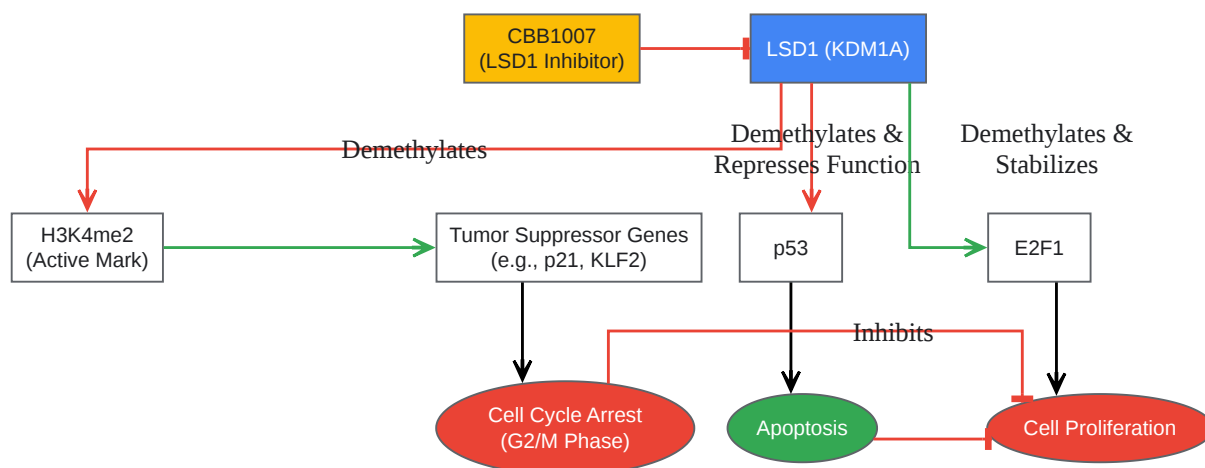 CBB1007
(LSD1 Inhibitor)
LSD1 (KDM1A)
Demethylates
Demethylates &
Represses Function
Demethylates &
Stabilizes
H3K4me2
(Active Mark)
Tumor Suppressor Genes
(e.g., p21, KLF2)
p53
E2F1
Inhibits
Cell Cycle Arrest
(G2/M Phase)
Apoptosis
Cell Proliferation